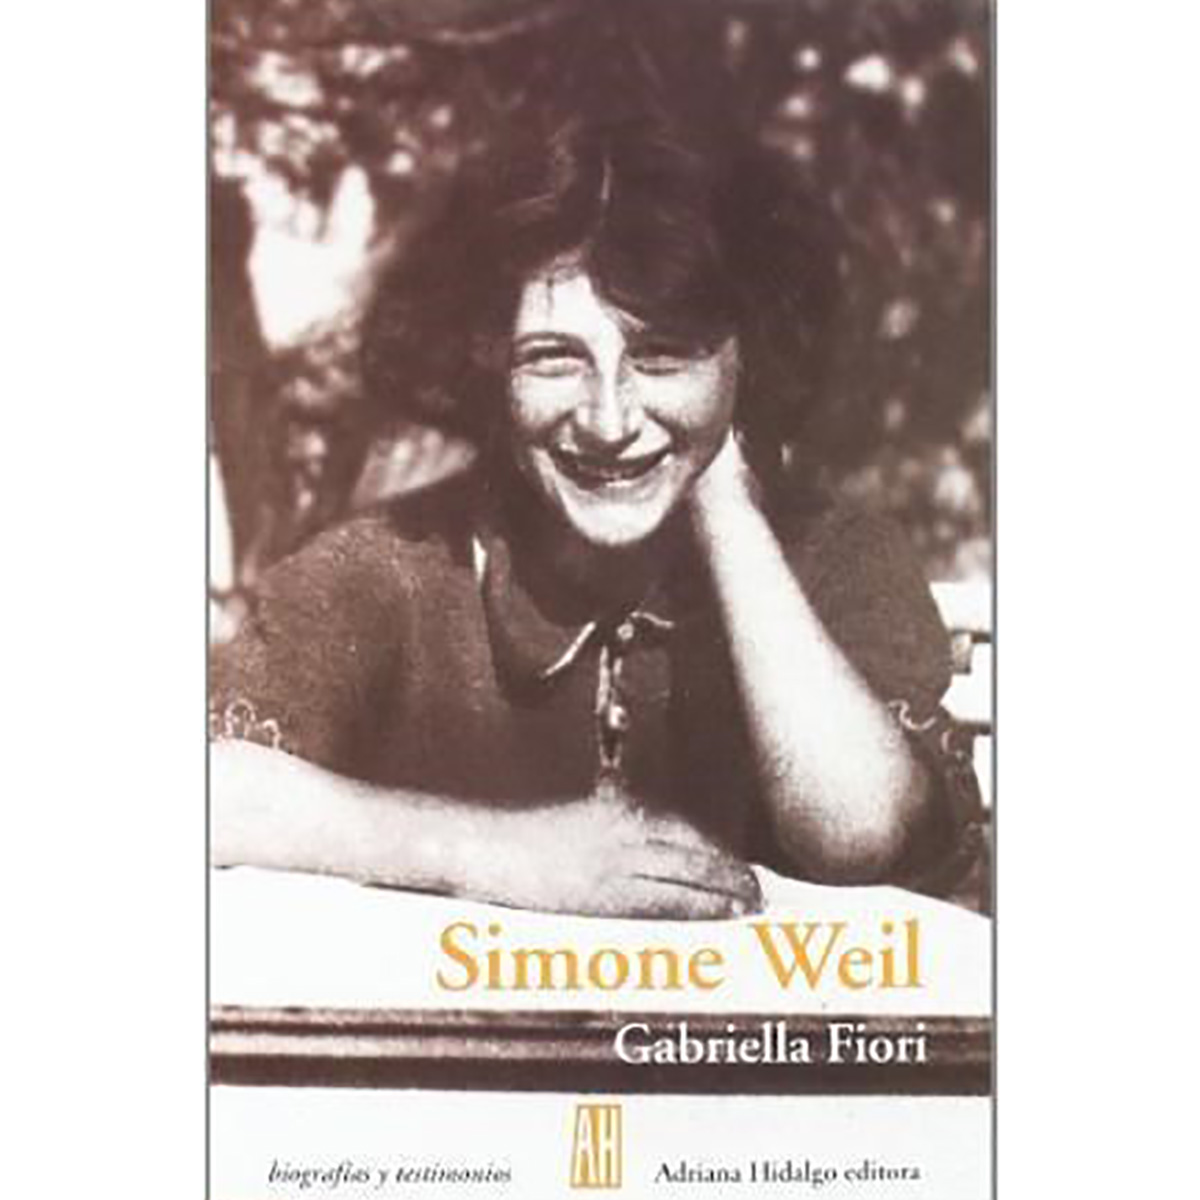 Simone Weil
Gabriella Fiori
AH
biografías y testimonios
Adriana Hidalgo editora